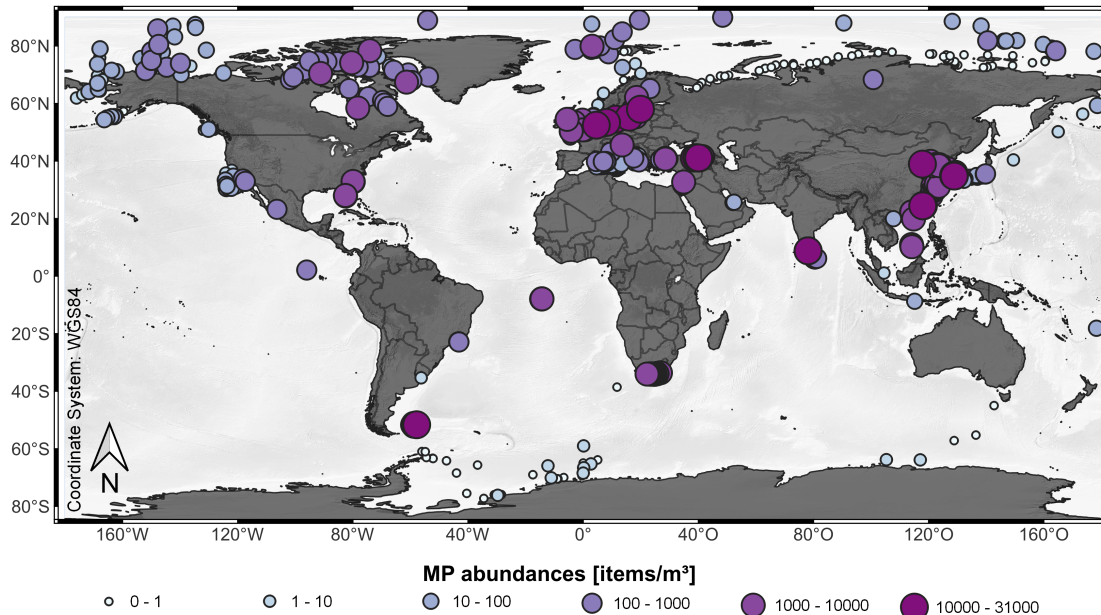 80°N
60°N
40°N
20°N
0°
20°S
40°S
60°S
80°S
Coordinate System: WGS84
N
160°W
120°W
80°W
40°W
0°O
40°O
80°O
120°O
160°O
MP abundances [items/m³]
0 - 1
1 - 10
10 - 100
100 - 1000
1000 - 10000
10000 - 31000